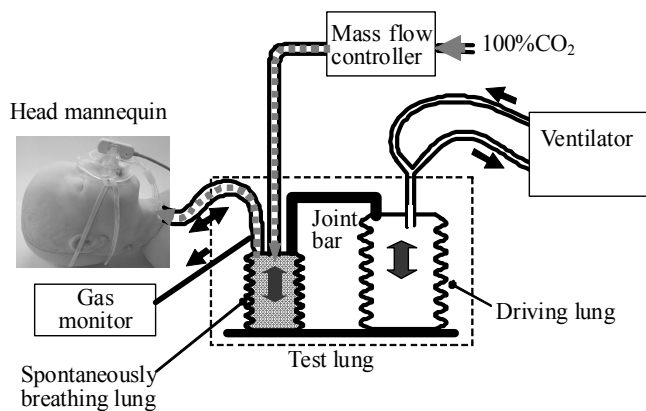 Mass flow
controller
100%CO2
Head mannequin
Ventilator
Joint
bar
Gas
monitor
Driving lung
Test lung
Spontaneously
breathing lung